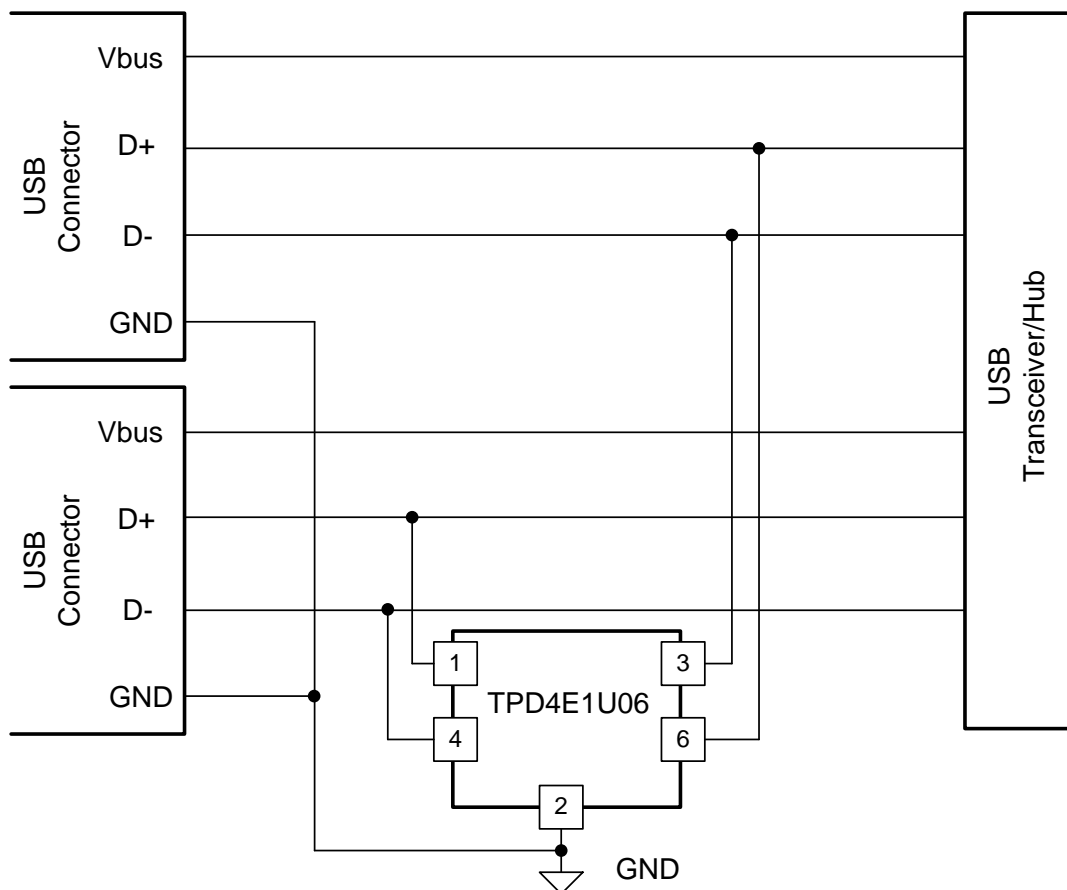 Vbus
D+
D-
GND
USB
Connector
Vbus
D+
D-
GND
USB
Connector
USB
Transceiver/Hub
1
3
TPD4E1U06
4
6
2
GND